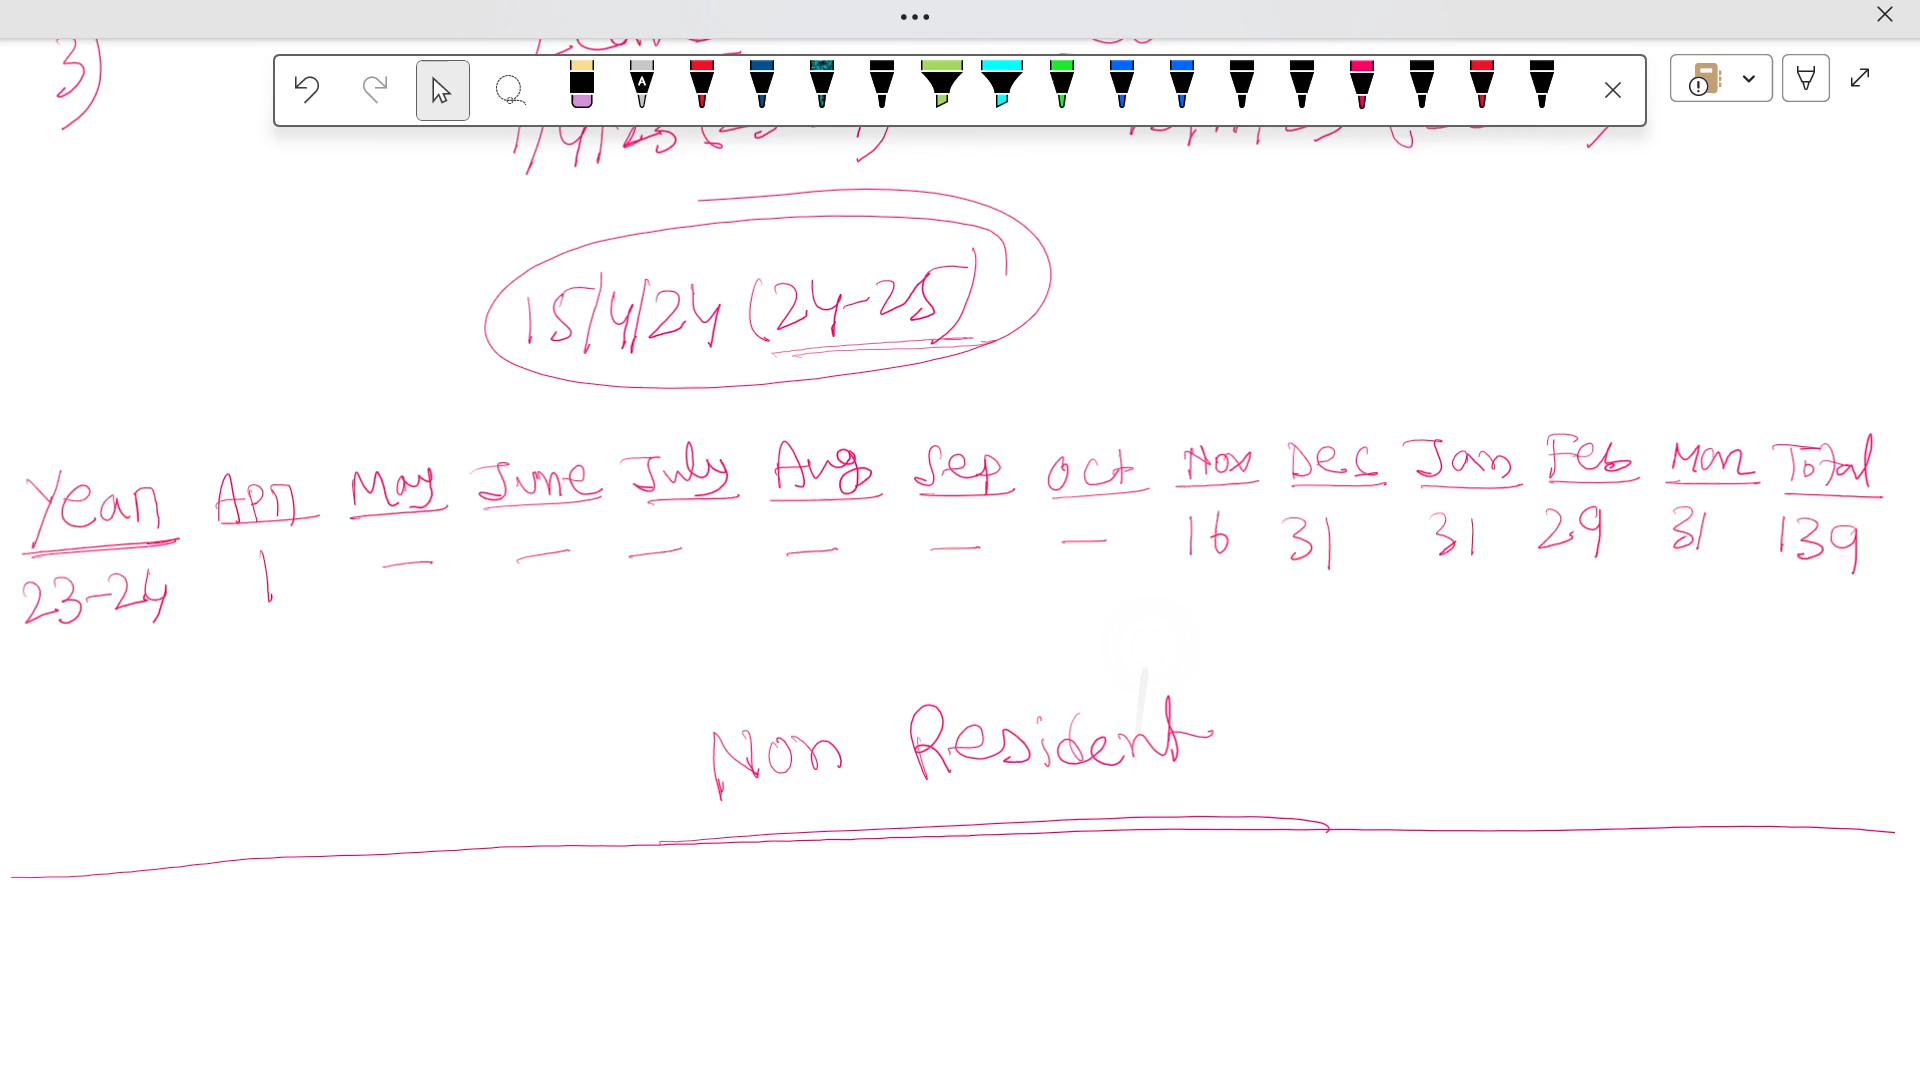 3)
15/4/24 (24-25)
Year Apr May June July Aug Sep Oct Nov Dec Jan Feb Mar Total
23-24 1 — — — — — — 16 31 31 29 31 139
Non Resident